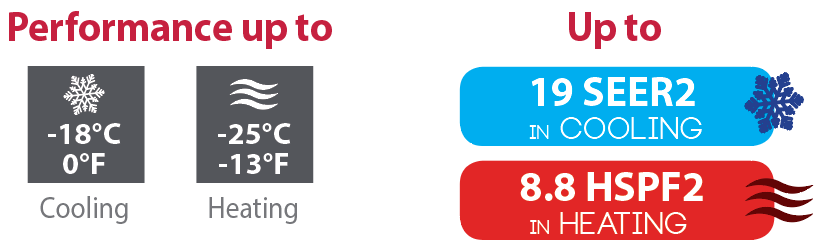 Performance up to
-18°C
0°F
Cooling
-25°C
-13°F
Heating
Up to
19 SEER2
IN COOLING
8.8 HSPF2
IN HEATING